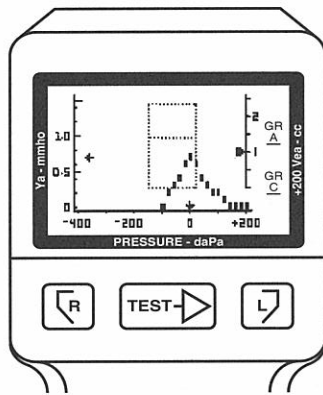 Ya - mmho
1.0
0.5
0
-400 -200 0 +200
2
1
GR
A
GR
C
+200 Vea - cc
PRESSURE - daPa
R
TEST
L